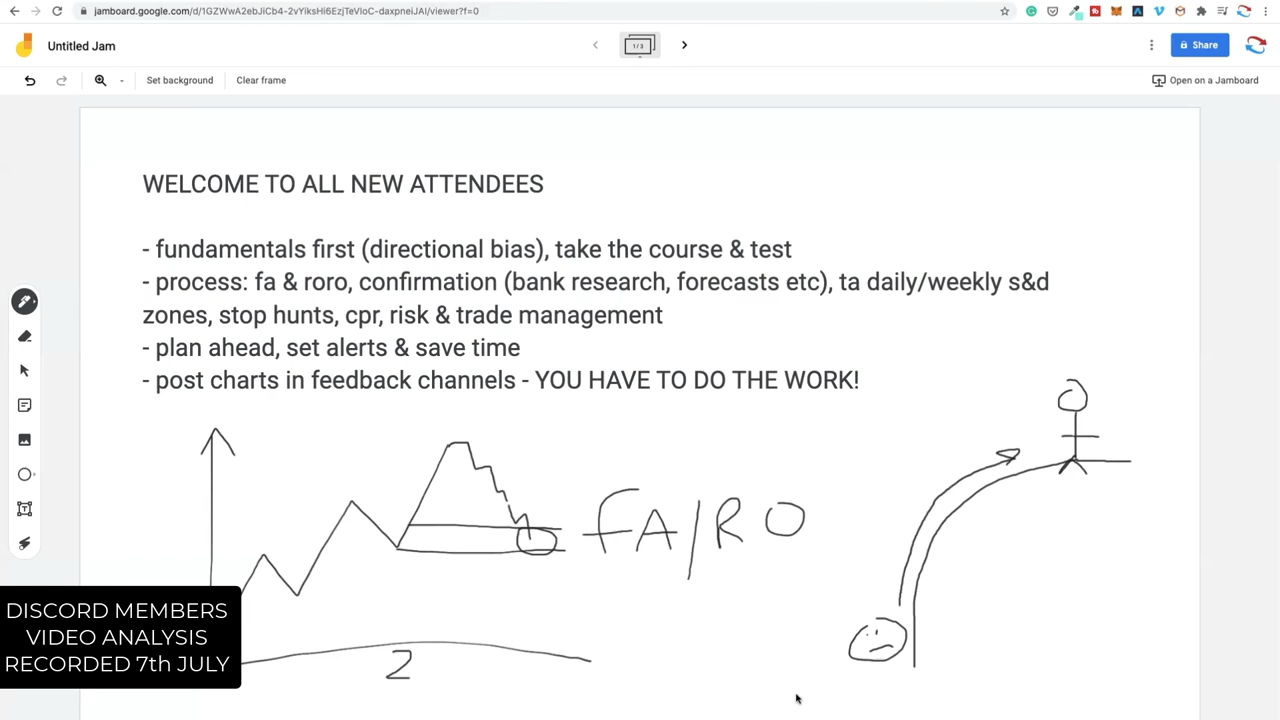 jamboard.google.com/d/1GZWwA2ebJiCb4-2vYiksHi6EzjTeVloC-daxpneiJAI/viewer?f=0
Untitled Jam
1/3
Share
Set background
Clear frame
Open on a Jamboard
WELCOME TO ALL NEW ATTENDEES
- fundamentals first (directional bias), take the course & test
- process: fa & roro, confirmation (bank research, forecasts etc), ta daily/weekly s&d
zones, stop hunts, cpr, risk & trade management
- plan ahead, set alerts & save time
- post charts in feedback channels - YOU HAVE TO DO THE WORK!
FA/RO
2
DISCORD MEMBERS
VIDEO ANALYSIS
RECORDED 7th JULY